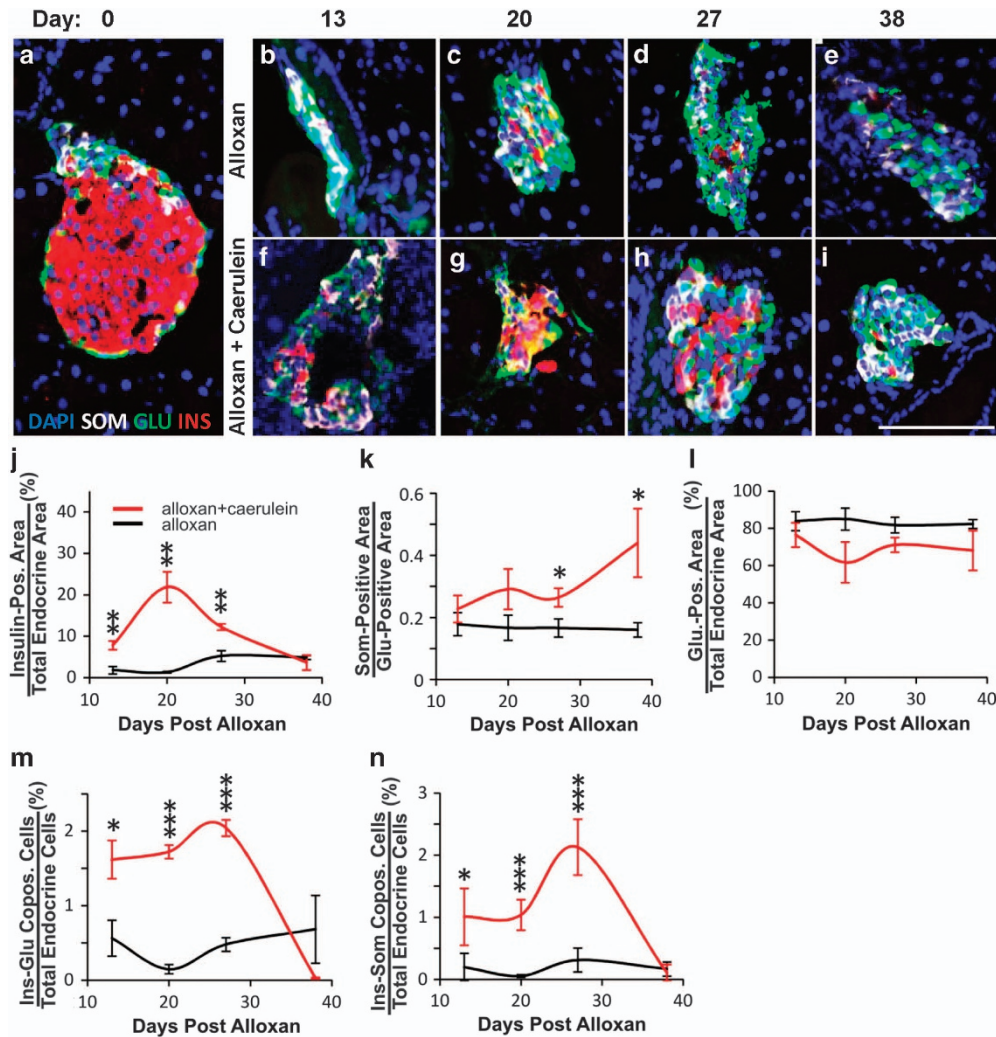 Day: 0 13 20 27 38
a b c d e
Alloxan
f g h i
Alloxan + Caerulein
DAPI SOM GLU INS
j
Insulin-Pos. Area (%)
Total Endocrine Area
40
30
20
10
0
alloxan+caerulein
alloxan
**
**
**
10 20 30 40
Days Post Alloxan
k
Som-Positive Area
Glu-Positive Area
0.6
0.4
0.2
0
*
*
10 20 30 40
Days Post Alloxan
l
Glu.-Pos. Area (%)
Total Endocrine Area
100
80
60
40
20
0
10 20 30 40
Days Post Alloxan
m
Ins-Glu Copos. Cells (%)
Total Endocrine Cells
2
1
0
*
***
***
10 20 30 40
Days Post Alloxan
n
Ins-Som Copos. Cells (%)
Total Endocrine Cells
3
2
1
0
*
***
***
10 20 30 40
Days Post Alloxan